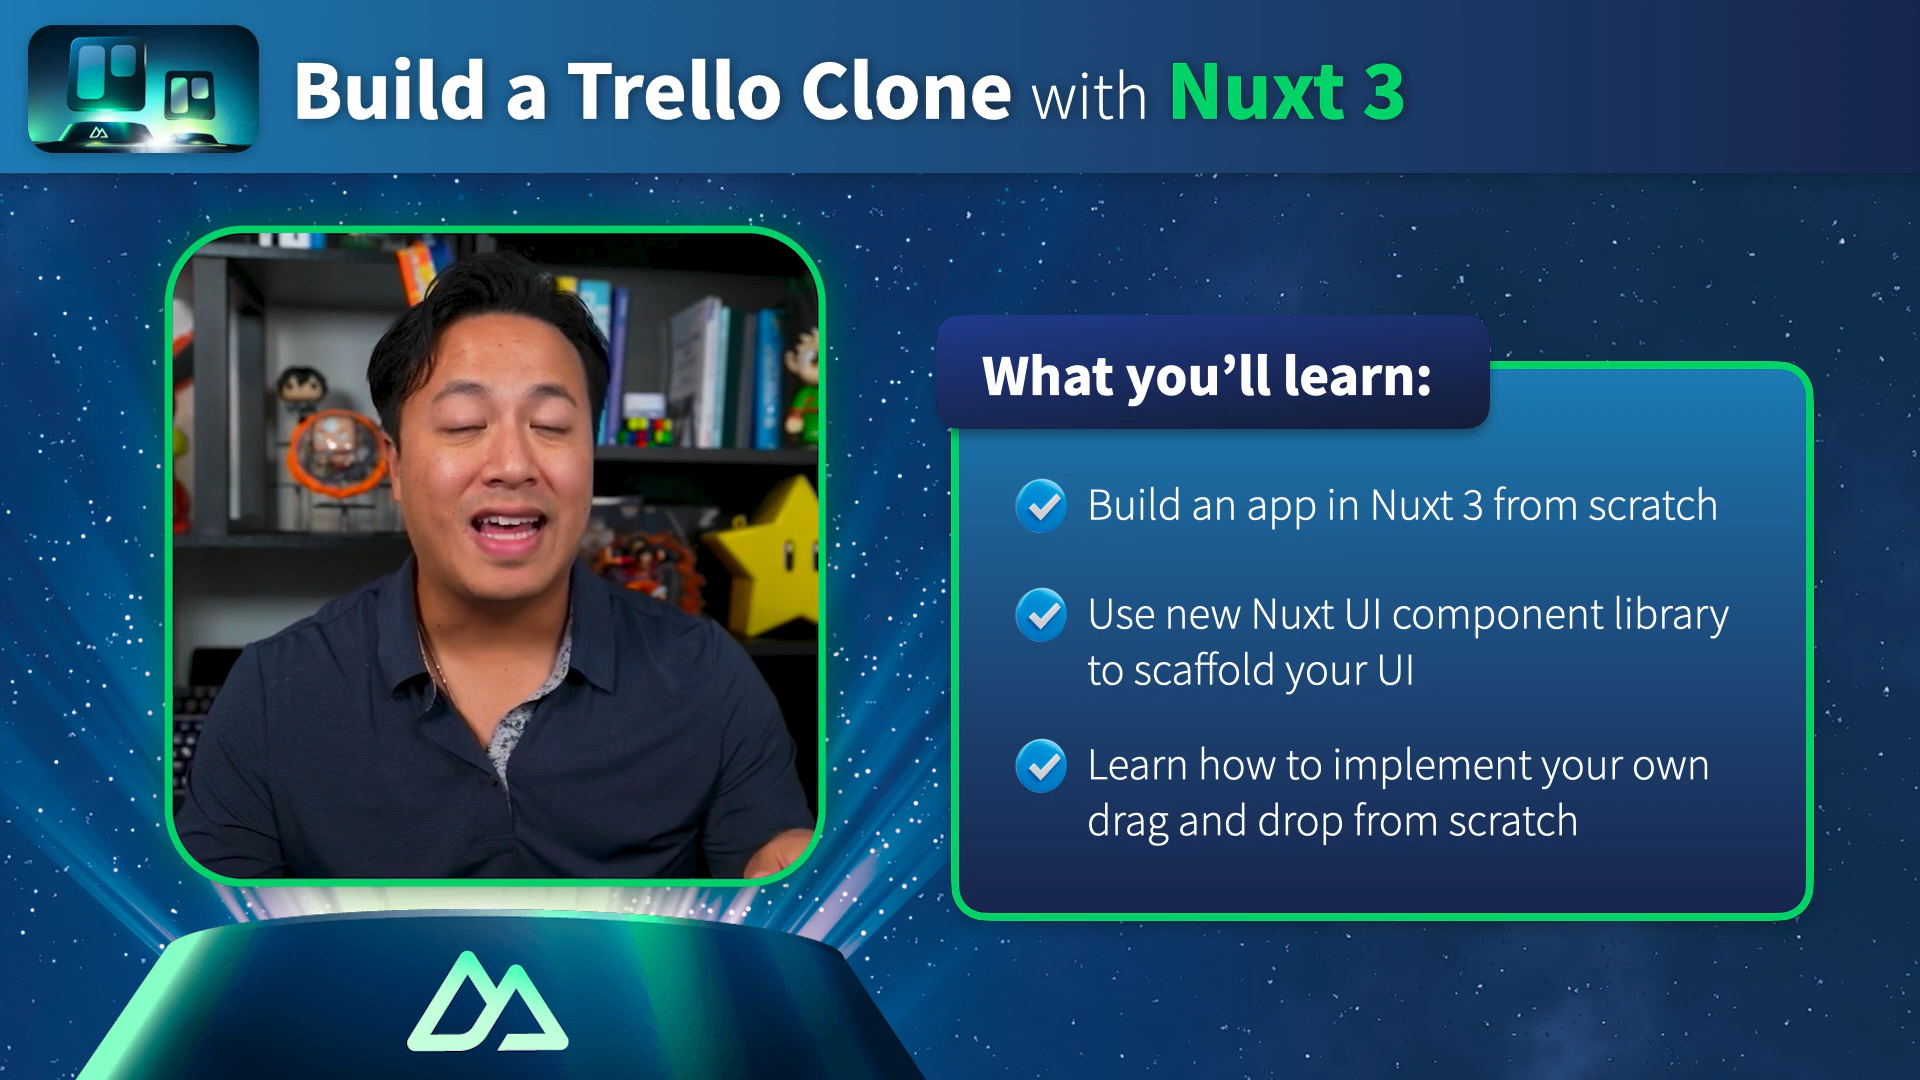 Build a Trello Clone with Nuxt 3
What you’ll learn:
Build an app in Nuxt 3 from scratch
Use new Nuxt UI component library
to scaffold your UI
Learn how to implement your own
drag and drop from scratch